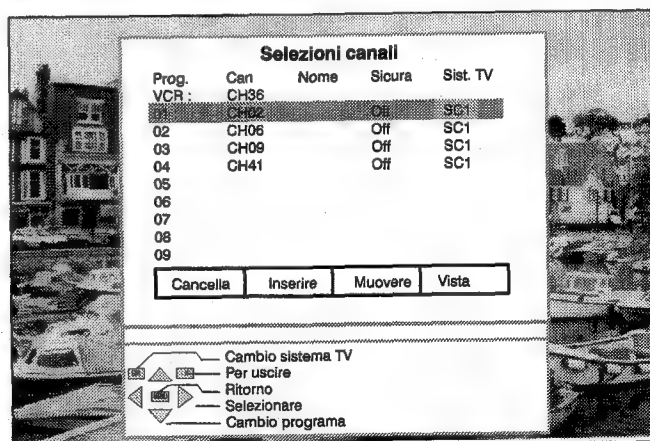 Selezioni canali
Prog. Can Nome Sicura Sist. TV
VCR : CH36
01 CH02 Off SC1
02 CH06 Off SC1
03 CH09 Off SC1
04 CH41 Off SC1
05
06
07
08
09
Cancella Inserire Muovere Vista
Cambio sistema TV
Per uscire
Ritorno
Selezionare
Cambio programa